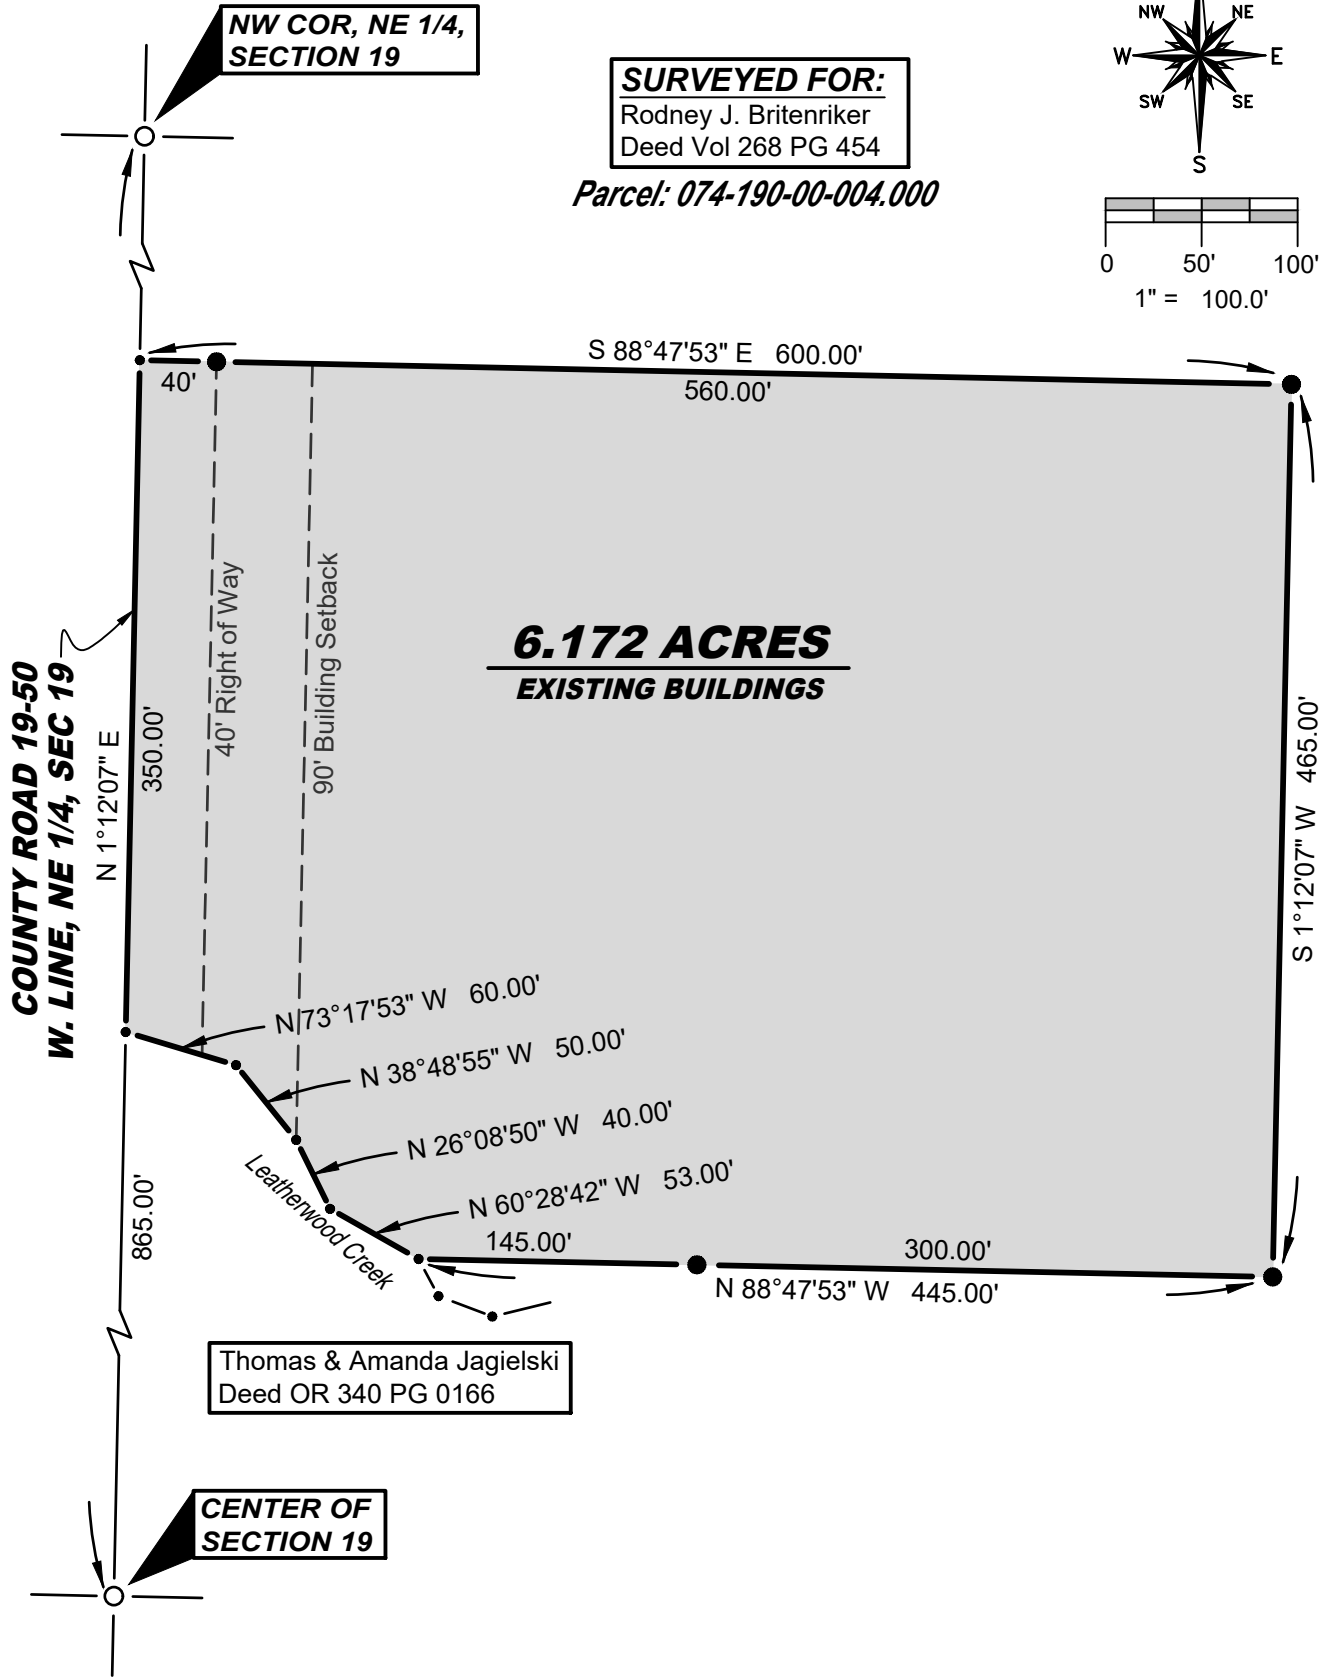 NW COR, NE 1/4,
SECTION 19
SURVEYED FOR:
Rodney J. Britenriker
Deed Vol 268 PG 454
Parcel: 074-190-00-004.000
NW
NE
W
E
SW
SE
S
0 50' 100'
1" = 100.0'
S 88°47'53" E 600.00'
40'
560.00'
40' Right of Way
90' Building Setback
6.172 ACRES
EXISTING BUILDINGS
COUNTY ROAD 19-50
W. LINE, NE 1/4, SEC 19
N 1°12'07" E
350.00'
S 1°12'07" W 465.00'
N 73°17'53" W 60.00'
N 38°48'55" W 50.00'
N 26°08'50" W 40.00'
N 60°28'42" W 53.00'
Leatherwood Creek
865.00'
145.00'
300.00'
N 88°47'53" W 445.00'
Thomas & Amanda Jagielski
Deed OR 340 PG 0166
CENTER OF
SECTION 19